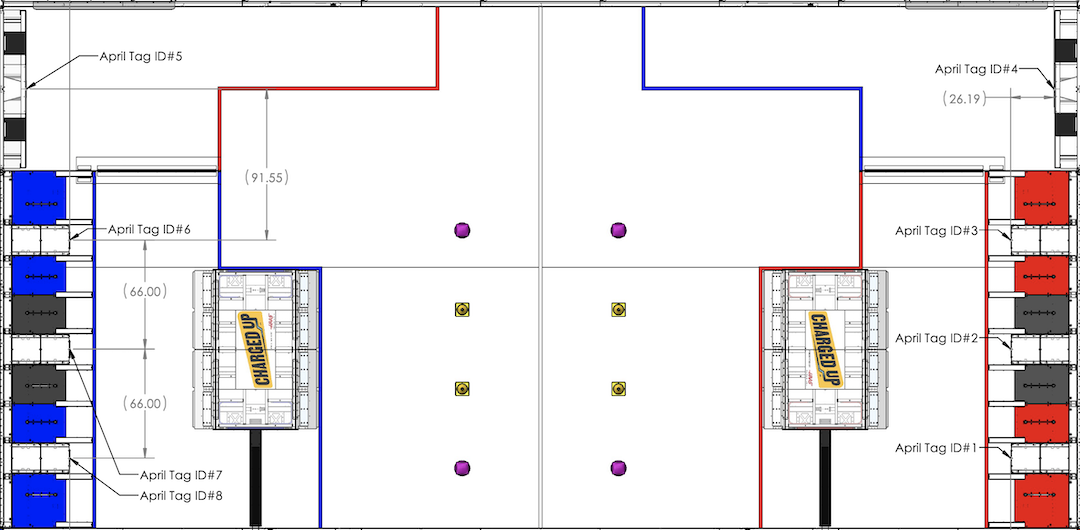 April Tag ID#5
April Tag ID#4
(26.19)
(91.55)
April Tag ID#6
April Tag ID#3
(66.00)
CHARGED UP
CHARGED UP
April Tag ID#2
(66.00)
April Tag ID#1
April Tag ID#7
April Tag ID#8